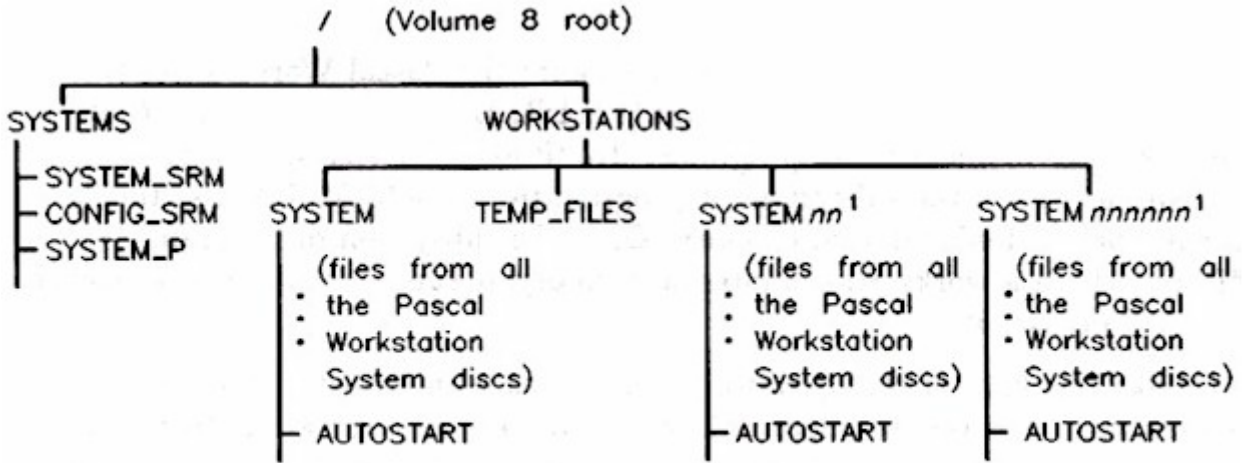 / (Volume 8 root)
SYSTEMS
WORKSTATIONS
SYSTEM_SRM
CONFIG_SRM
SYSTEM_P
SYSTEM
TEMP_FILES
SYSTEMnn¹
SYSTEMnnnnnn¹
(files from all
the Pascal
Workstation
System discs)
AUTOSTART
(files from all
the Pascal
Workstation
System discs)
AUTOSTART
(files from all
the Pascal
Workstation
System discs)
AUTOSTART